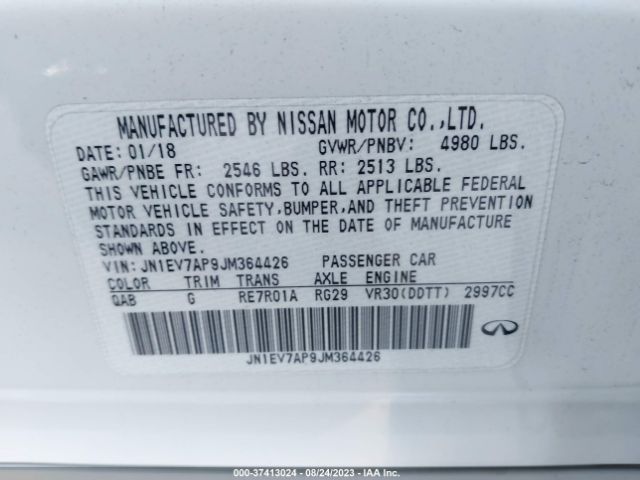 MANUFACTURED BY NISSAN MOTOR CO.,LTD.
DATE: 01/18 GVWR/PNBV: 4980 LBS.
GAWR/PNBE FR: 2546 LBS. RR: 2513 LBS.
THIS VEHICLE CONFORMS TO ALL APPLICABLE FEDERAL
MOTOR VEHICLE SAFETY,BUMPER,AND THEFT PREVENTION
STANDARDS IN EFFECT ON THE DATE OF MANUFACTURE
SHOWN ABOVE.
VIN: JN1EV7AP9JM364426 PASSENGER CAR
COLOR TRIM TRANS AXLE ENGINE
QAB G RE7R01A RG29 VR30(DDTT) 2997CC
JN1EV7AP9JM364426
INFINITI
000-37413024 - 08/24/2023 - IAA Inc.